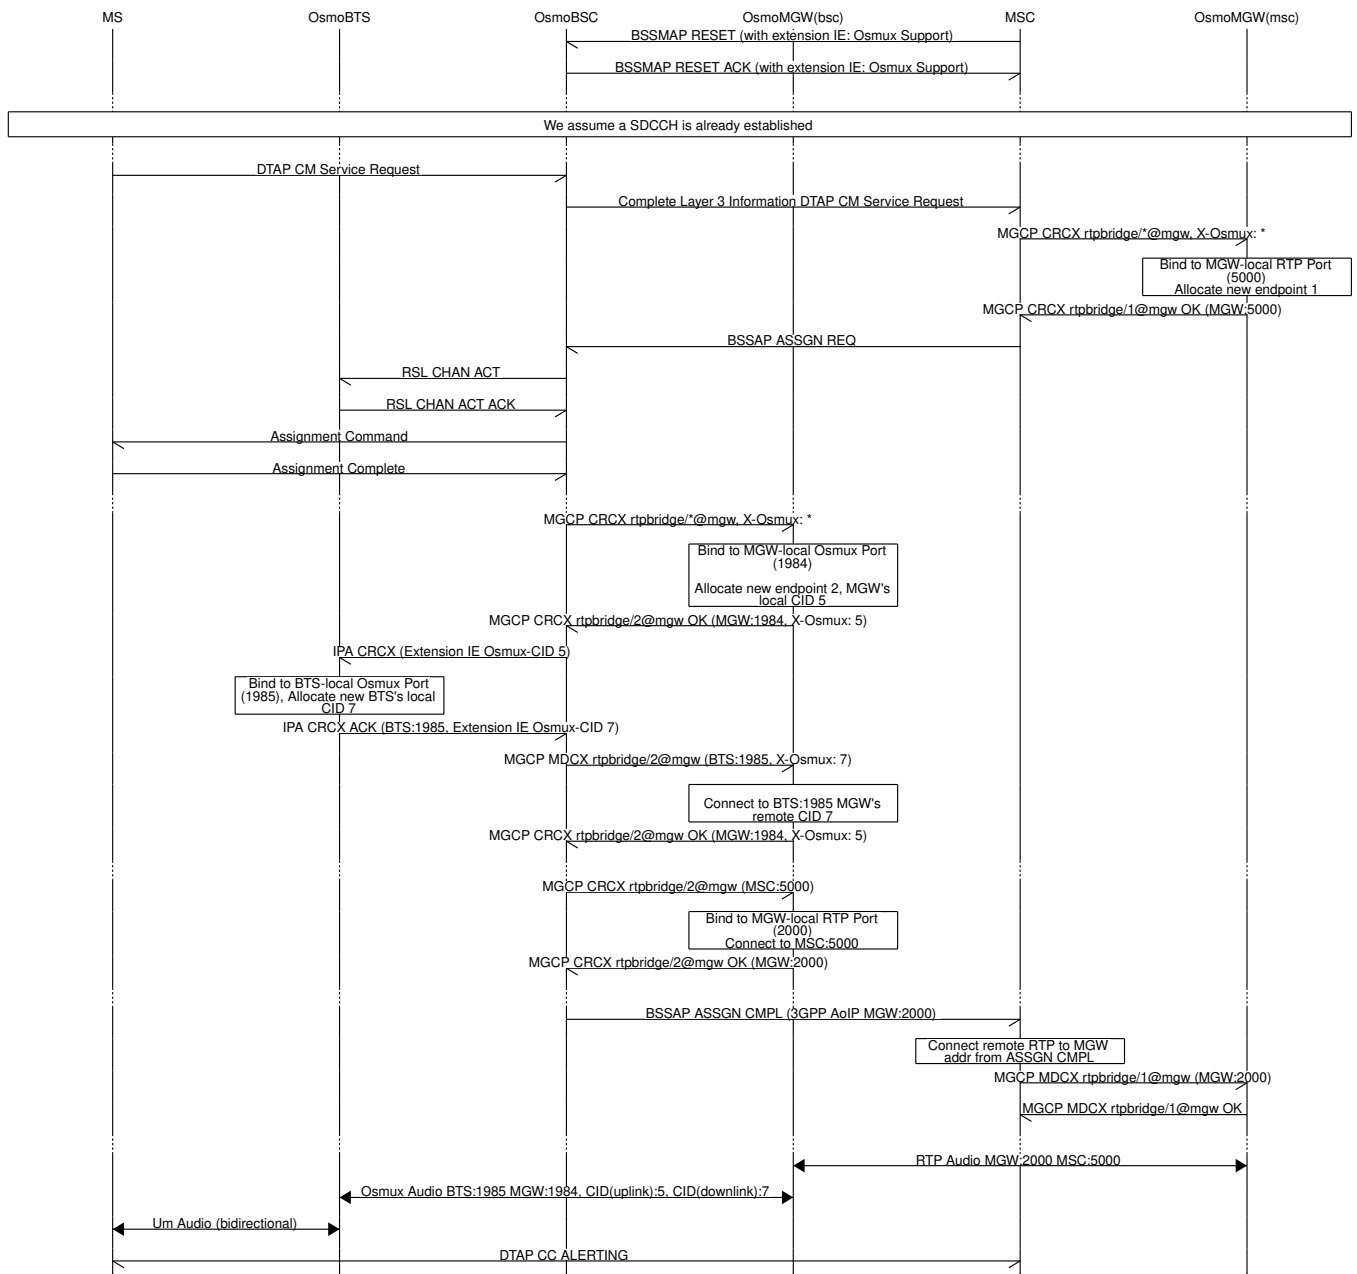 MS OsmoBTS OsmoBSC OsmoMGW(bsc) MSC OsmoMGW(msc)
BSSMAP RESET (with extension IE: Osmux Support)
BSSMAP RESET ACK (with extension IE: Osmux Support)
We assume a SDCCH is already established
DTAP CM Service Request
Complete Layer 3 Information DTAP CM Service Request
MGCP CRCX rtpbridge/*@mgw, X-Osmux: *
Bind to MGW-local RTP Port
(5000)
Allocate new endpoint 1
MGCP CRCX rtpbridge/1@mgw OK (MGW:5000)
BSSAP ASSGN REQ
RSL CHAN ACT
RSL CHAN ACT ACK
Assignment Command
Assignment Complete
MGCP CRCX rtpbridge/*@mgw, X-Osmux: *
Bind to MGW-local Osmux Port
(1984)
Allocate new endpoint 2, MGW's
local CID 5
MGCP CRCX rtpbridge/2@mgw OK (MGW:1984, X-Osmux: 5)
IPA CRCX (Extension IE Osmux-CID 5)
Bind to BTS-local Osmux Port
(1985), Allocate new BTS's local
CID 7
IPA CRCX ACK (BTS:1985, Extension IE Osmux-CID 7)
MGCP MDCX rtpbridge/2@mgw (BTS:1985, X-Osmux: 7)
Connect to BTS:1985 MGW's
remote CID 7
MGCP CRCX rtpbridge/2@mgw OK (MGW:1984, X-Osmux: 5)
MGCP CRCX rtpbridge/2@mgw (MSC:5000)
Bind to MGW-local RTP Port
(2000)
Connect to MSC:5000
MGCP CRCX rtpbridge/2@mgw OK (MGW:2000)
BSSAP ASSGN CMPL (3GPP AoIP MGW:2000)
Connect remote RTP to MGW
addr from ASSGN CMPL
MGCP MDCX rtpbridge/1@mgw (MGW:2000)
MGCP MDCX rtpbridge/1@mgw OK
RTP Audio MGW:2000 MSC:5000
Osmux Audio BTS:1985 MGW:1984, CID(uplink):5, CID(downlink):7
Um Audio (bidirectional)
DTAP CC ALERTING